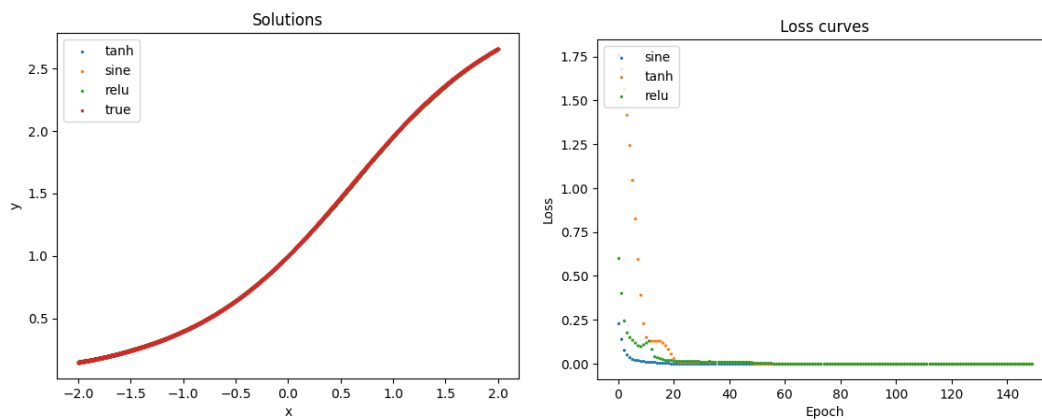 Solutions
tanh
sine
relu
true
2.5
2.0
1.5
1.0
0.5
y
−2.0 −1.5 −1.0 −0.5 0.0 0.5 1.0 1.5 2.0
x
Loss curves
sine
tanh
relu
1.75
1.50
1.25
1.00
0.75
0.50
0.25
0.00
Loss
0 20 40 60 80 100 120 140
Epoch